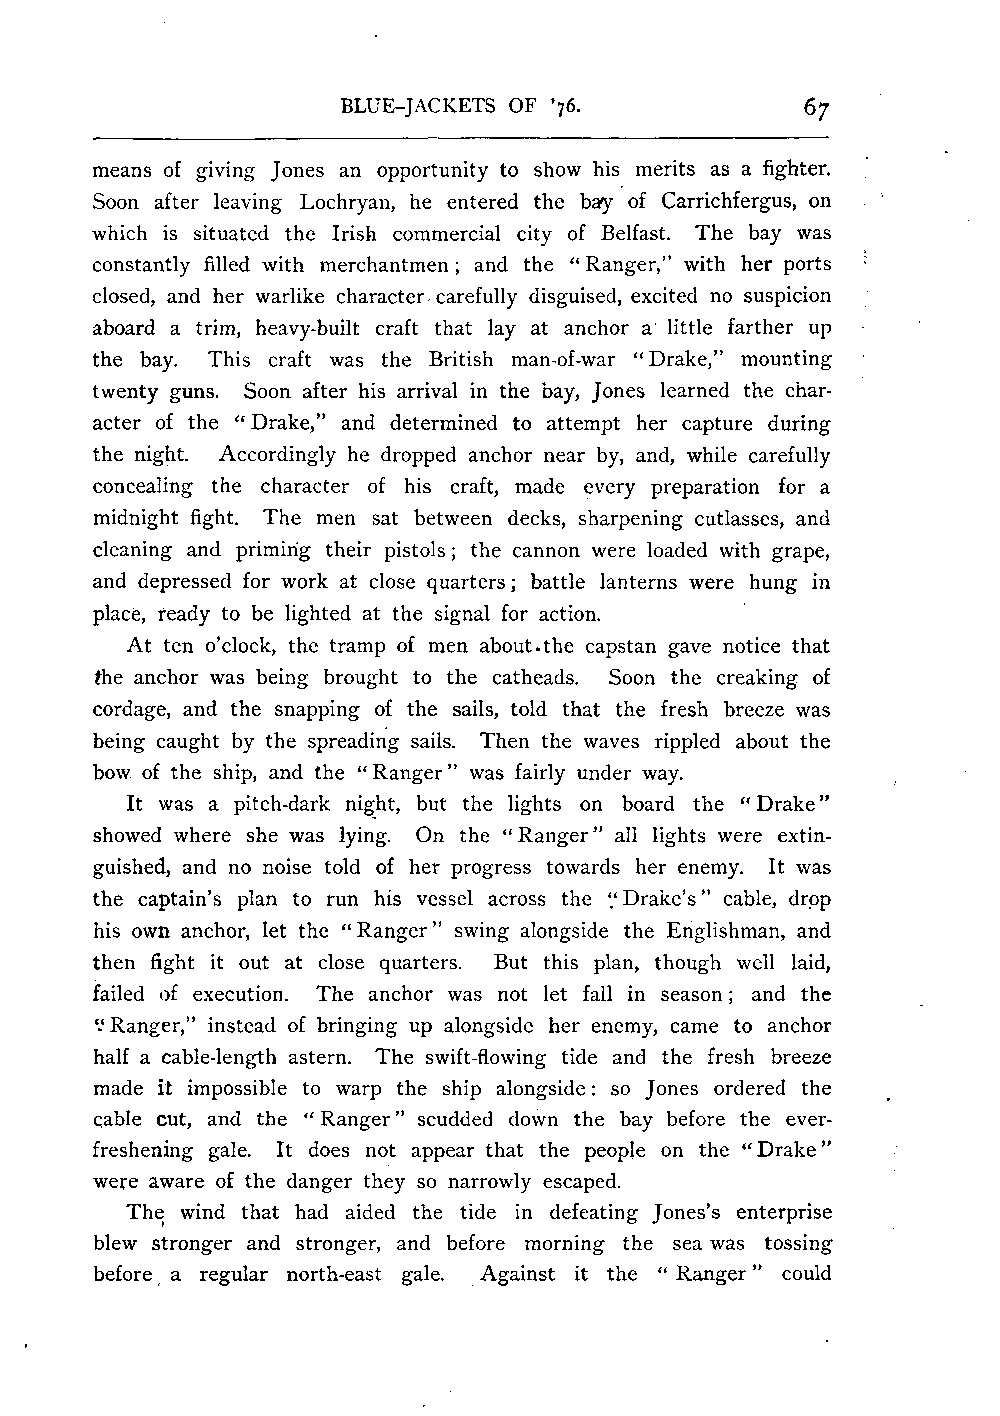 BLUE-JACKETS OF '76. 67
means of giving Jones an opportunity to show his merits as a fighter.
Soon after leaving Lochryan, he entered the bay of Carrichfergus, on
which is situated the Irish commercial city of Belfast. The bay was
constantly filled with merchantmen; and the "Ranger," with her ports
closed, and her warlike character carefully disguised, excited no suspicion
aboard a trim, heavy-built craft that lay at anchor a little farther up
the bay. This craft was the British man-of-war "Drake," mounting
twenty guns. Soon after his arrival in the bay, Jones learned the char-
acter of the "Drake," and determined to attempt her capture during
the night. Accordingly he dropped anchor near by, and, while carefully
concealing the character of his craft, made every preparation for a
midnight fight. The men sat between decks, sharpening cutlasses, and
cleaning and priming their pistols; the cannon were loaded with grape,
and depressed for work at close quarters; battle lanterns were hung in
place, ready to be lighted at the signal for action.
At ten o'clock, the tramp of men about the capstan gave notice that
the anchor was being brought to the catheads. Soon the creaking of
cordage, and the snapping of the sails, told that the fresh breeze was
being caught by the spreading sails. Then the waves rippled about the
bow of the ship, and the "Ranger" was fairly under way.
It was a pitch-dark night, but the lights on board the "Drake"
showed where she was lying. On the "Ranger" all lights were extin-
guished, and no noise told of her progress towards her enemy. It was
the captain's plan to run his vessel across the "Drake's" cable, drop
his own anchor, let the "Ranger" swing alongside the Englishman, and
then fight it out at close quarters. But this plan, though well laid,
failed of execution. The anchor was not let fall in season; and the
"Ranger," instead of bringing up alongside her enemy, came to anchor
half a cable-length astern. The swift-flowing tide and the fresh breeze
made it impossible to warp the ship alongside: so Jones ordered the
cable cut, and the "Ranger" scudded down the bay before the ever-
freshening gale. It does not appear that the people on the "Drake"
were aware of the danger they so narrowly escaped.
The wind that had aided the tide in defeating Jones's enterprise
blew stronger and stronger, and before morning the sea was tossing
before a regular north-east gale. Against it the "Ranger" could